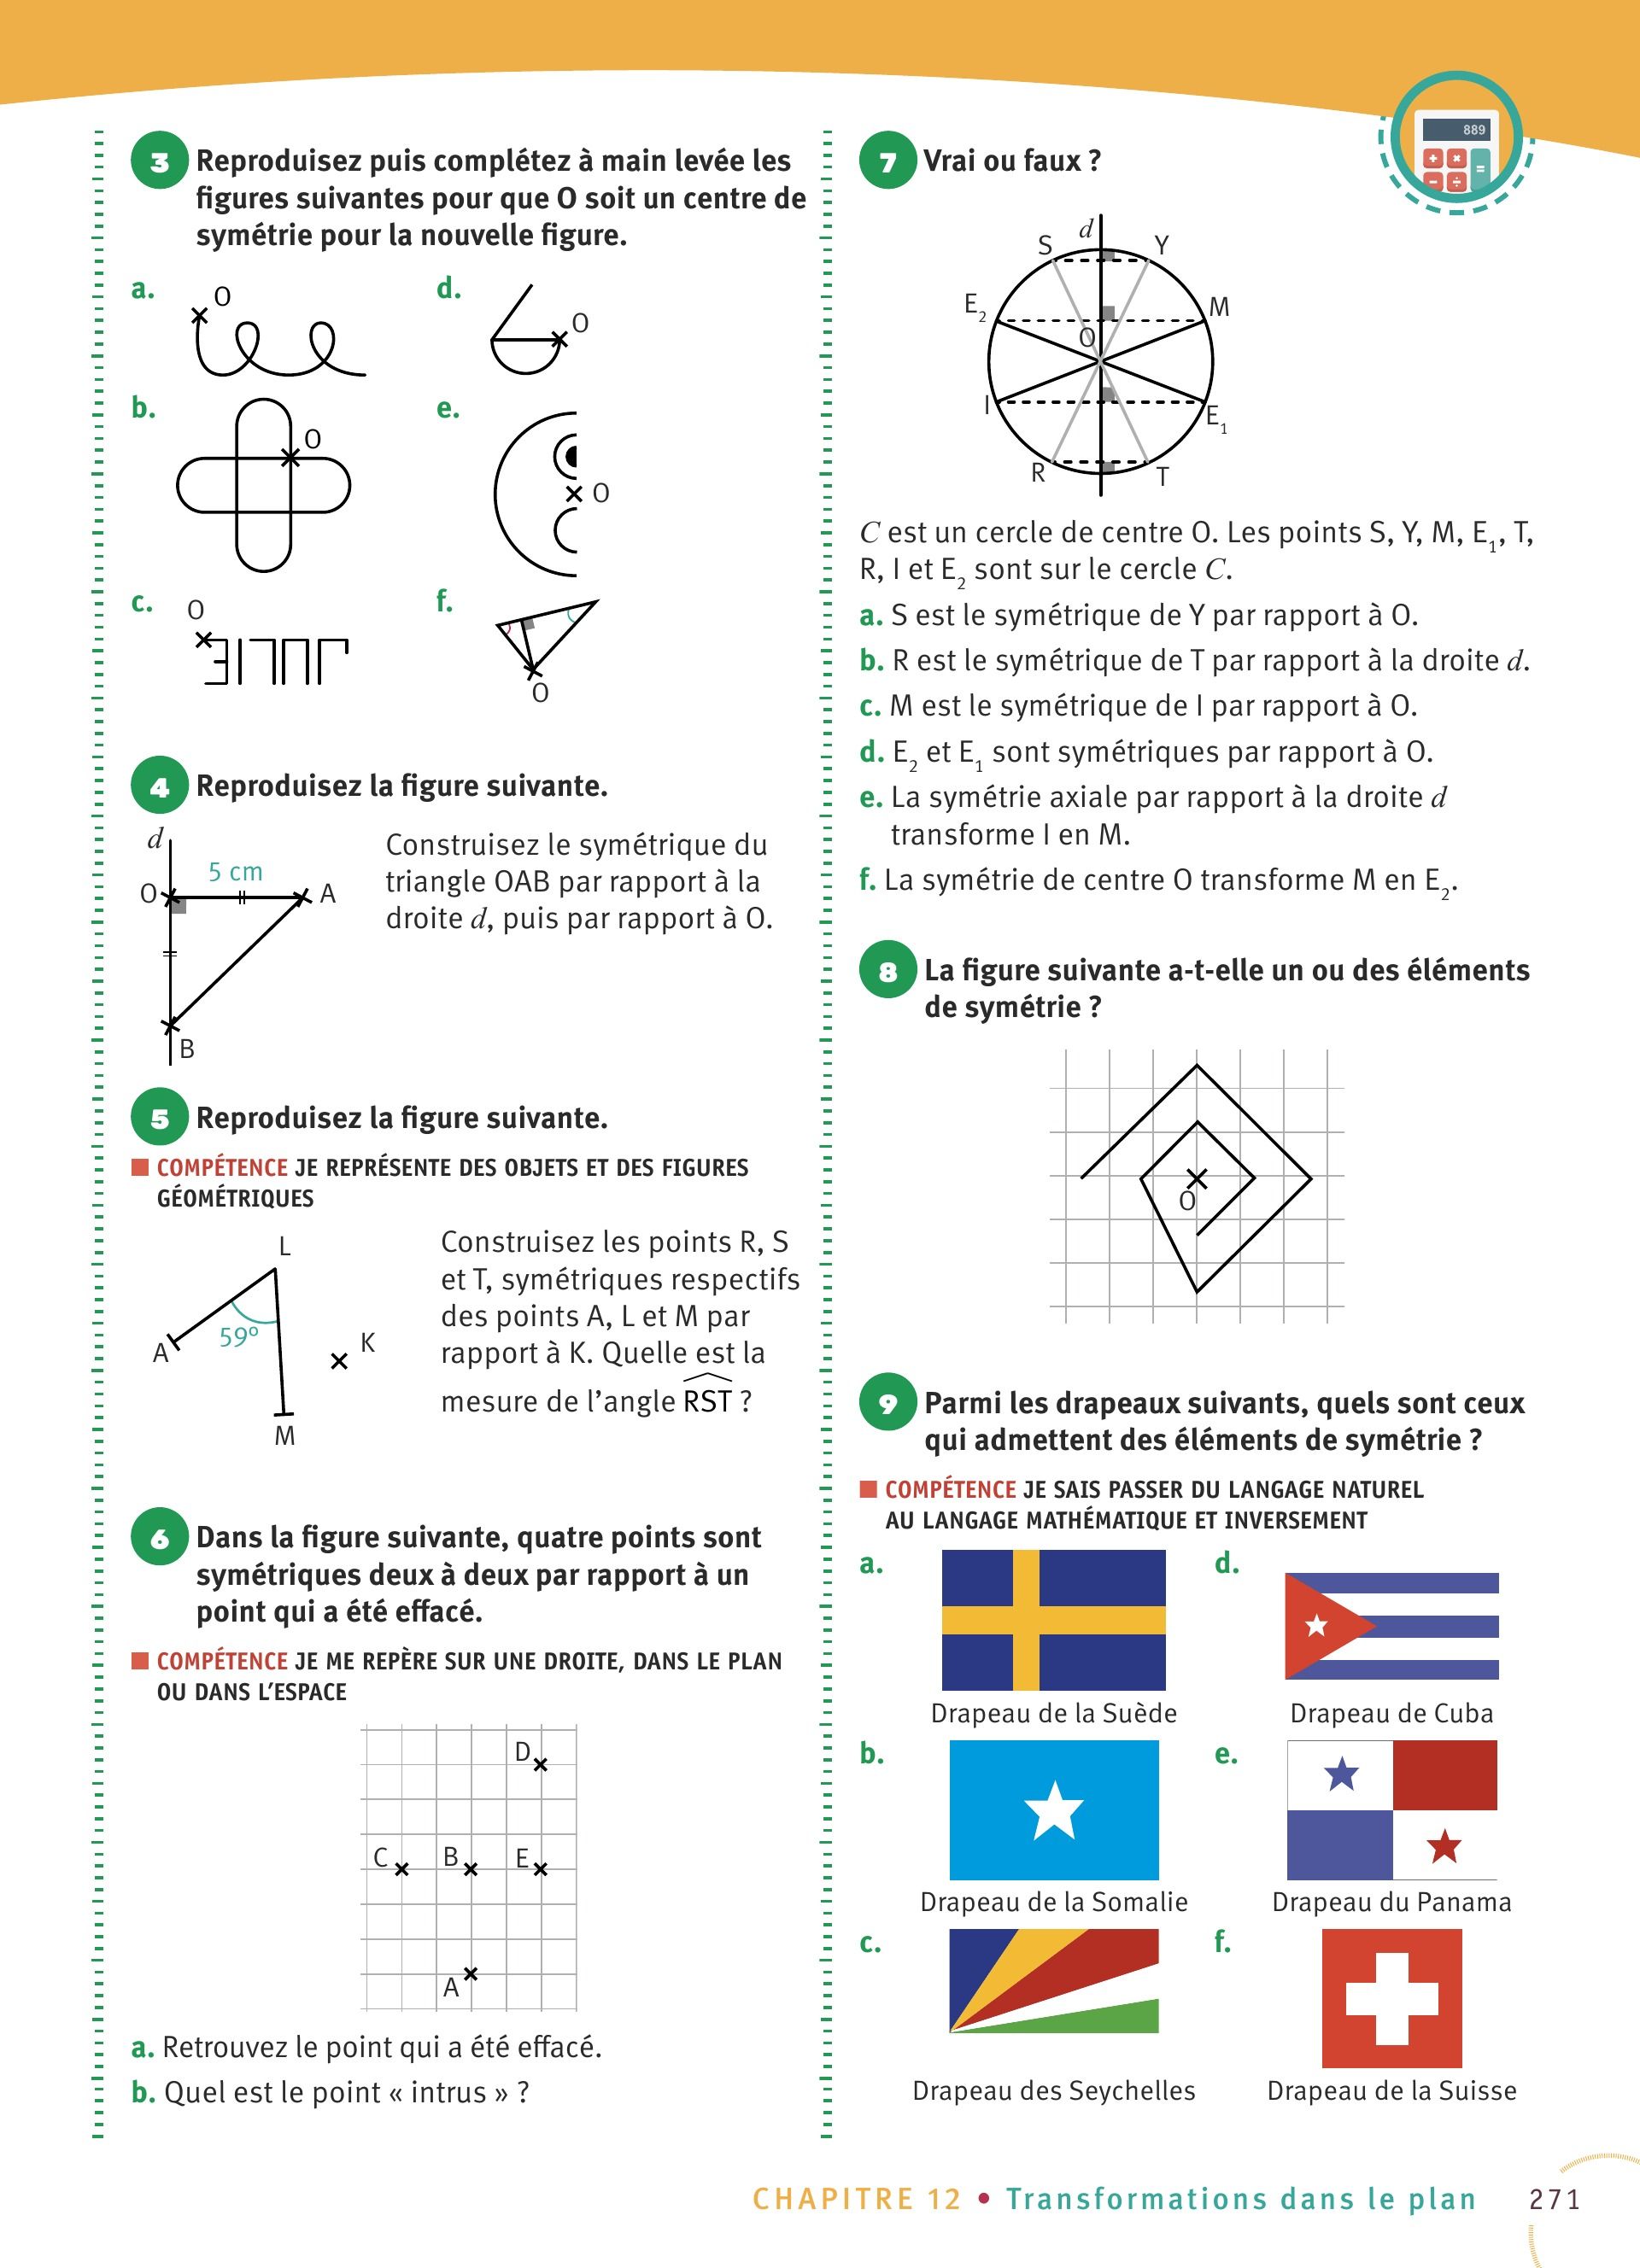 889
3 Reproduisez puis complétez à main levée les
figures suivantes pour que O soit un centre de
symétrie pour la nouvelle figure.
a.
O
d.
O
b.
O
e.
O
c.
O
JULIE
f.
O
4 Reproduisez la figure suivante.
d
5 cm
O
A
B
Construisez le symétrique du
triangle OAB par rapport à la
droite d, puis par rapport à O.
5 Reproduisez la figure suivante.
COMPÉTENCE JE REPRÉSENTE DES OBJETS ET DES FIGURES
GÉOMÉTRIQUES
L
59º
A
K
M
Construisez les points R, S
et T, symétriques respectifs
des points A, L et M par
rapport à K. Quelle est la
mesure de l’angle RST ?
6 Dans la figure suivante, quatre points sont
symétriques deux à deux par rapport à un
point qui a été effacé.
COMPÉTENCE JE ME REPÈRE SUR UNE DROITE, DANS LE PLAN
OU DANS L’ESPACE
D
C B E
A
a. Retrouvez le point qui a été effacé.
b. Quel est le point « intrus » ?
7 Vrai ou faux ?
d
S Y
E₂ M
O
I E₁
R T
C est un cercle de centre O. Les points S, Y, M, E₁, T,
R, I et E₂ sont sur le cercle C.
a. S est le symétrique de Y par rapport à O.
b. R est le symétrique de T par rapport à la droite d.
c. M est le symétrique de I par rapport à O.
d. E₂ et E₁ sont symétriques par rapport à O.
e. La symétrie axiale par rapport à la droite d
transforme I en M.
f. La symétrie de centre O transforme M en E₂.
8 La figure suivante a-t-elle un ou des éléments
de symétrie ?
O
9 Parmi les drapeaux suivants, quels sont ceux
qui admettent des éléments de symétrie ?
COMPÉTENCE JE SAIS PASSER DU LANGAGE NATUREL
AU LANGAGE MATHÉMATIQUE ET INVERSEMENT
a. d.
Drapeau de la Suède Drapeau de Cuba
b. e.
Drapeau de la Somalie Drapeau du Panama
c. f.
Drapeau des Seychelles Drapeau de la Suisse
CHAPITRE 12 • Transformations dans le plan 271